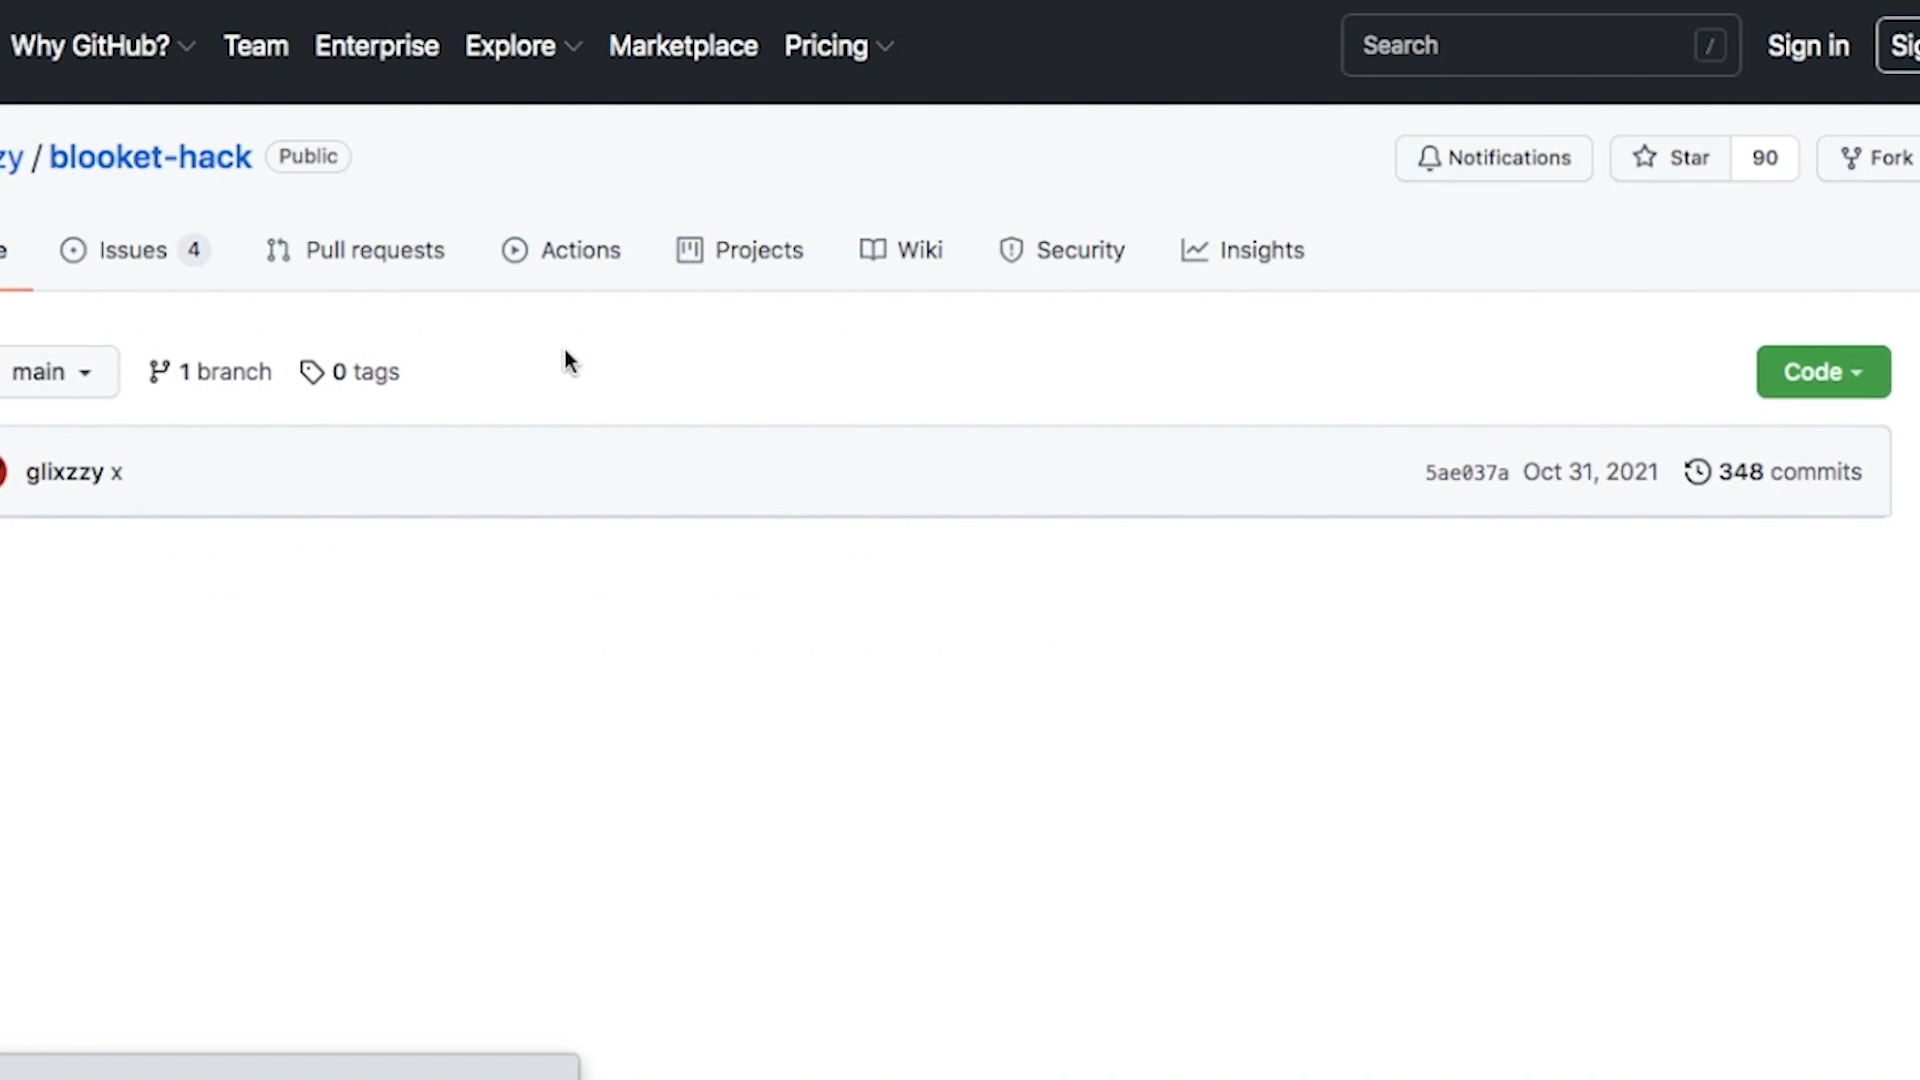 Why GitHub? Team Enterprise Explore Marketplace Pricing Search / Sign in Sig
zy / blooket-hack Public Notifications Star 90 Fork
e Issues 4 Pull requests Actions Projects Wiki Security Insights
main 1 branch 0 tags Code
glixzzy x 5ae037a Oct 31, 2021 348 commits